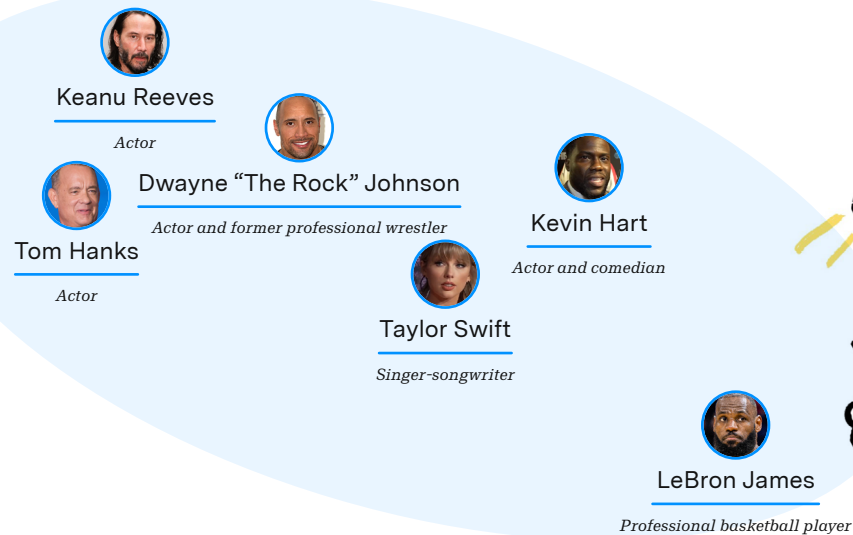 Keanu Reeves
Actor
Dwayne “The Rock” Johnson
Actor and former professional wrestler
Tom Hanks
Actor
Kevin Hart
Actor and comedian
Taylor Swift
Singer-songwriter
LeBron James
Professional basketball player